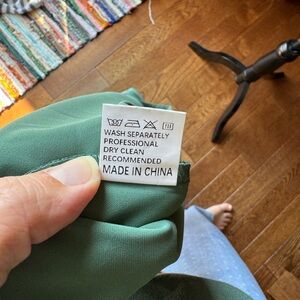 WASH SEPARATELY
PROFESSIONAL
DRY CLEAN
RECOMMENDED
MADE IN CHINA